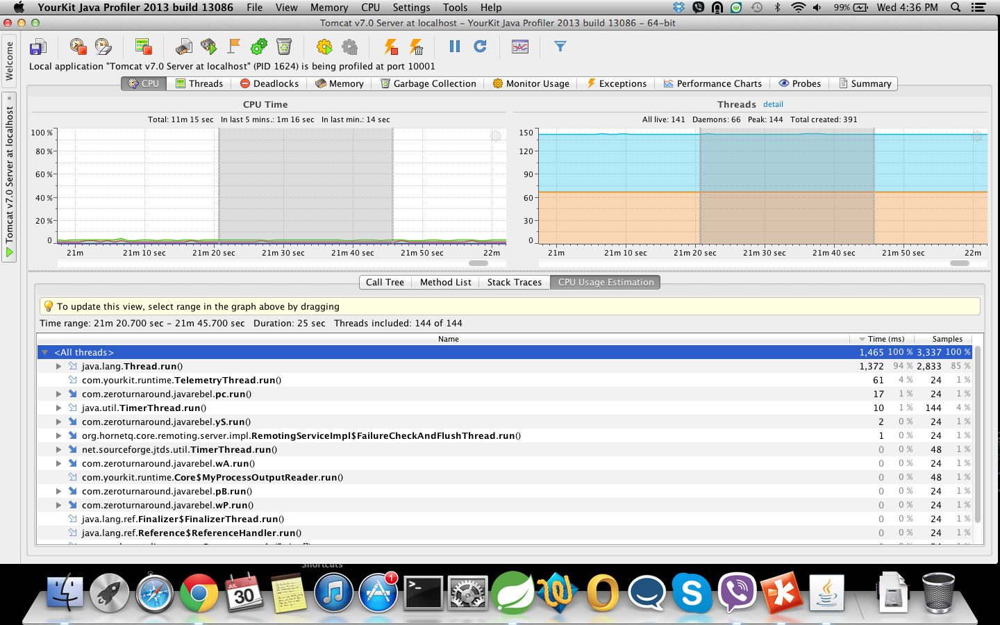 YourKit Java Profiler 2013 build 13086 File View Memory CPU Settings Tools Help 99% Wed 4:36 PM
Tomcat v7.0 Server at localhost - YourKit Java Profiler 2013 build 13086 - 64-bit
Welcome
Tomcat v7.0 Server at localhost
Local application "Tomcat v7.0 Server at localhost" (PID 1624) is being profiled at port 10001
CPU Threads Deadlocks Memory Garbage Collection Monitor Usage Exceptions Performance Charts Probes Summary
CPU Time
Total: 11m 15 sec In last 5 mins.: 1m 16 sec In last min.: 14 sec
100 %
80 %
60 %
40 %
20 %
0
21m 21m 10 sec 21m 20 sec 21m 30 sec 21m 40 sec 21m 50 sec 22m
Threads detail
All live: 141 Daemons: 66 Peak: 144 Total created: 391
150
120
90
60
30
0
21m 21m 10 sec 21m 20 sec 21m 30 sec 21m 40 sec 21m 50 sec 22m
Call Tree Method List Stack Traces CPU Usage Estimation
To update this view, select range in the graph above by dragging
Time range: 21m 20.700 sec - 21m 45.700 sec Duration: 25 sec Threads included: 144 of 144
Name Time (ms) Samples
<All threads> 1,465 100 % 3,337 100 %
java.lang.Thread.run() 1,372 94 % 2,833 85 %
com.yourkit.runtime.TelemetryThread.run() 61 4 % 24 1 %
com.zeroturnaround.javarebel.pc.run() 17 1 % 24 1 %
java.util.TimerThread.run() 10 1 % 144 4 %
com.zeroturnaround.javarebel.yS.run() 2 0 % 24 1 %
org.hornetq.core.remoting.server.impl.RemotingServiceImpl$FailureCheckAndFlushThread.run() 1 0 % 24 1 %
net.sourceforge.jtds.util.TimerThread.run() 0 0 % 48 1 %
com.zeroturnaround.javarebel.wA.run() 0 0 % 24 1 %
com.yourkit.runtime.Core$MyProcessOutputReader.run() 0 0 % 48 1 %
com.zeroturnaround.javarebel.pB.run() 0 0 % 24 1 %
com.zeroturnaround.javarebel.wP.run() 0 0 % 24 1 %
java.lang.ref.Finalizer$FinalizerThread.run() 0 0 % 24 1 %
java.lang.ref.Reference$ReferenceHandler.run() 0 0 % 24 1 %
Shortcuts
JUL
30
1